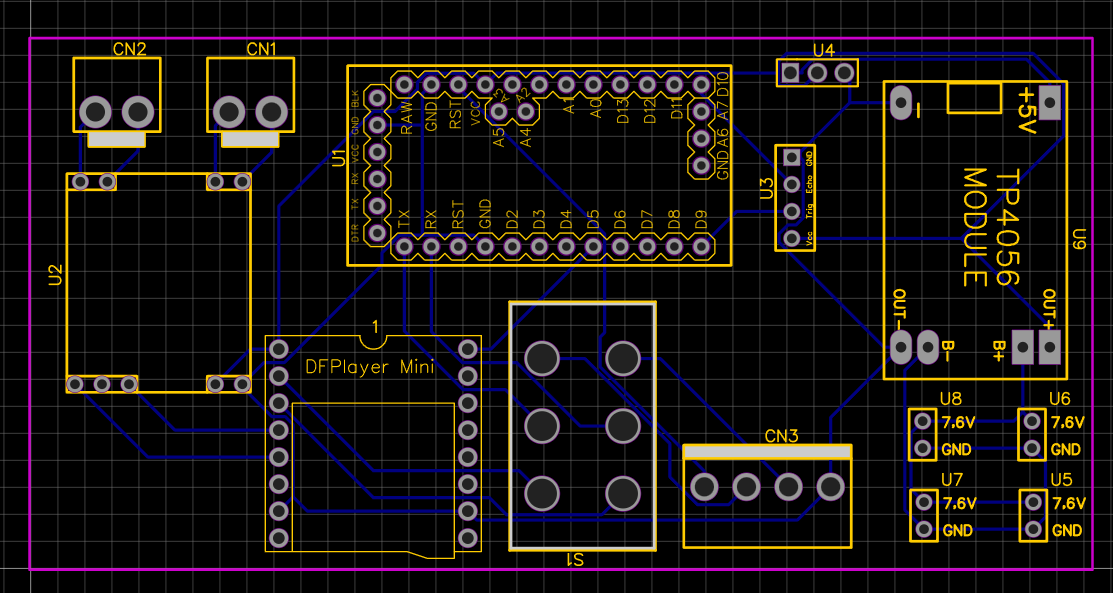 CN2
CN1
U4
U1
BLK
GND
VCC
RX
TX
DTR
RAW
GND
RST
VCC
A3
A2
A5
A4
A1
A0
D13
D12
D11
D10
A7
A6
GND
TX
RX
RST
GND
D2
D3
D4
D5
D6
D7
D8
D9
U3
GND
Echo
Trig
Vcc
-
+5V
TP4056
MODULE
U9
OUT-
B-
B+
OUT+
U2
1
DFPlayer Mini
S1
CN3
U8
7.6V
GND
U6
7.6V
GND
U7
7.6V
GND
U5
7.6V
GND